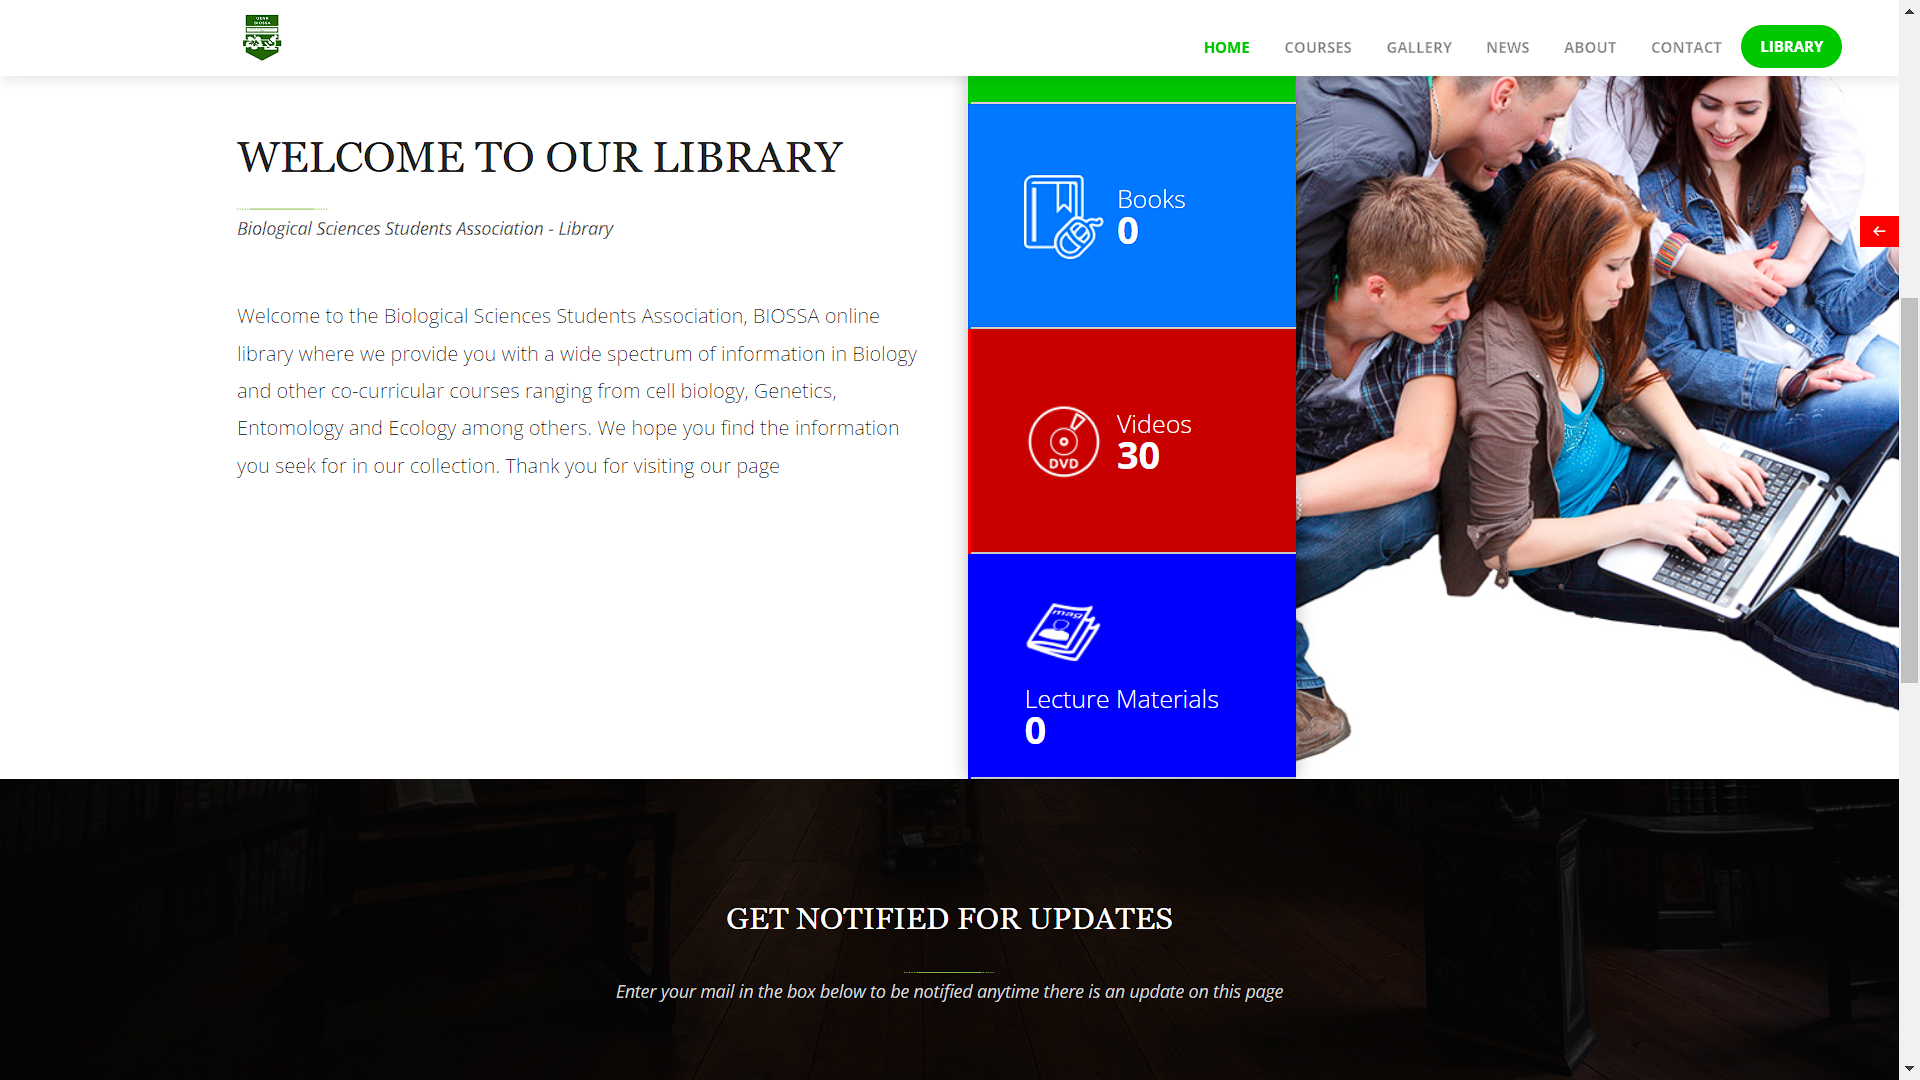 UENR
BIOSSA
HOME
COURSES
GALLERY
NEWS
ABOUT
CONTACT
LIBRARY
WELCOME TO OUR LIBRARY
Biological Sciences Students Association - Library
Welcome to the Biological Sciences Students Association, BIOSSA online
library where we provide you with a wide spectrum of information in Biology
and other co-curricular courses ranging from cell biology, Genetics,
Entomology and Ecology among others. We hope you find the information
you seek for in our collection. Thank you for visiting our page
Books
0
DVD
Videos
30
mag
Lecture Materials
0
GET NOTIFIED FOR UPDATES
Enter your mail in the box below to be notified anytime there is an update on this page